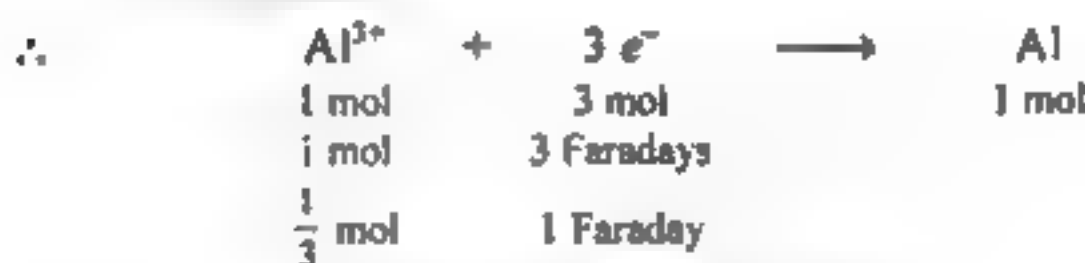 ∴ Al³⁺ + 3 e⁻ ⟶ Al
1 mol 3 mol 1 mol
1 mol 3 Faradays
1/3 mol 1 Faraday